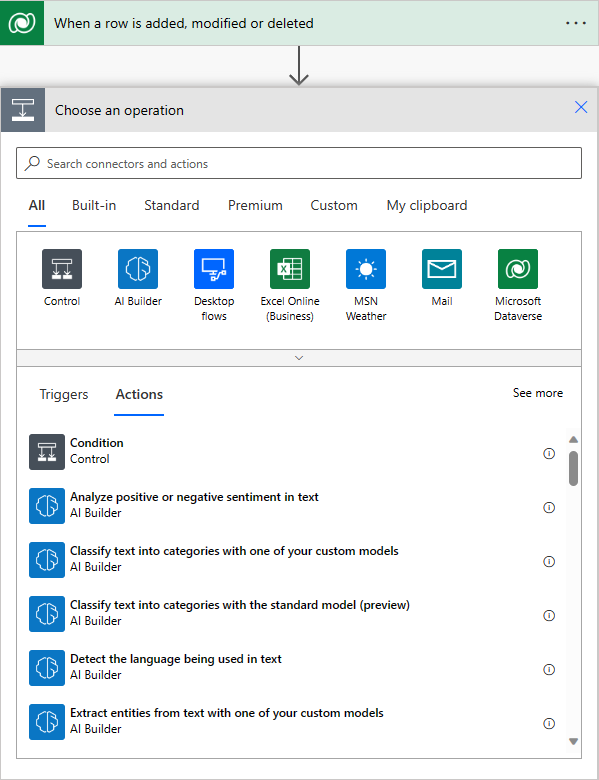 When a row is added, modified or deleted
Choose an operation
Search connectors and actions
All Built-in Standard Premium Custom My clipboard
Control AI Builder Desktop flows Excel Online (Business) MSN Weather Mail Microsoft Dataverse
Triggers Actions See more
Condition
Control
Analyze positive or negative sentiment in text
AI Builder
Classify text into categories with one of your custom models
AI Builder
Classify text into categories with the standard model (preview)
AI Builder
Detect the language being used in text
AI Builder
Extract entities from text with one of your custom models
AI Builder